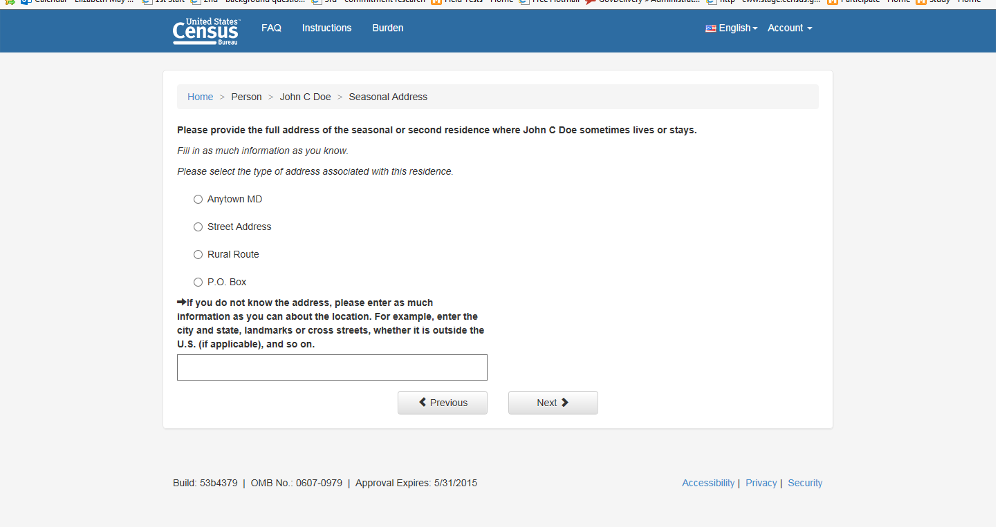 Calendar - Elizabeth May ... 1st Start 2nd - background questio... 3rd - commitment research Field Tests - Home Free Hotmail GovDelivery » Administrat... http--cwww.stage.census.g... Participate - Home Study - Home
United States
Census
Bureau
FAQ Instructions Burden English Account
Home > Person > John C Doe > Seasonal Address
Please provide the full address of the seasonal or second residence where John C Doe sometimes lives or stays.
Fill in as much information as you know.
Please select the type of address associated with this residence.
Anytown MD
Street Address
Rural Route
P.O. Box
➔If you do not know the address, please enter as much
information as you can about the location. For example, enter the
city and state, landmarks or cross streets, whether it is outside the
U.S. (if applicable), and so on.
Previous Next
Build: 53b4379 | OMB No.: 0607-0979 | Approval Expires: 5/31/2015 Accessibility | Privacy | Security